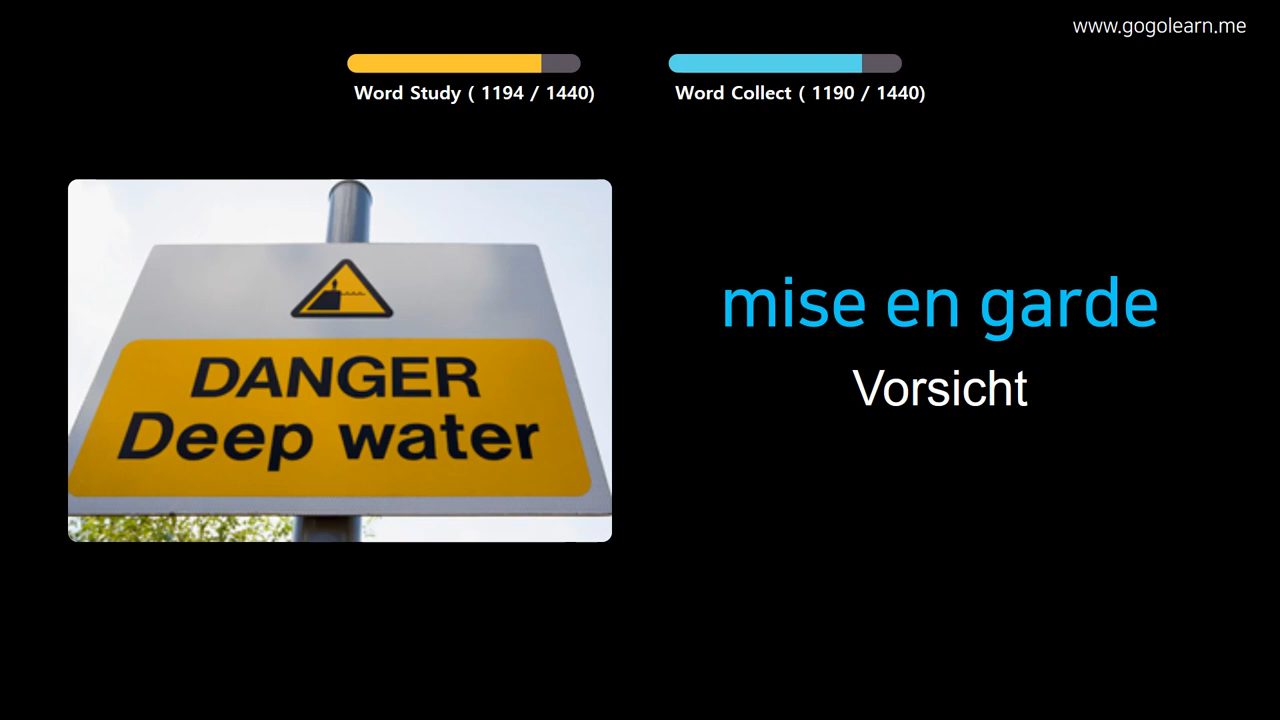 www.gogolearn.me
Word Study ( 1194 / 1440)
Word Collect ( 1190 / 1440)
DANGER
Deep water
mise en garde
Vorsicht